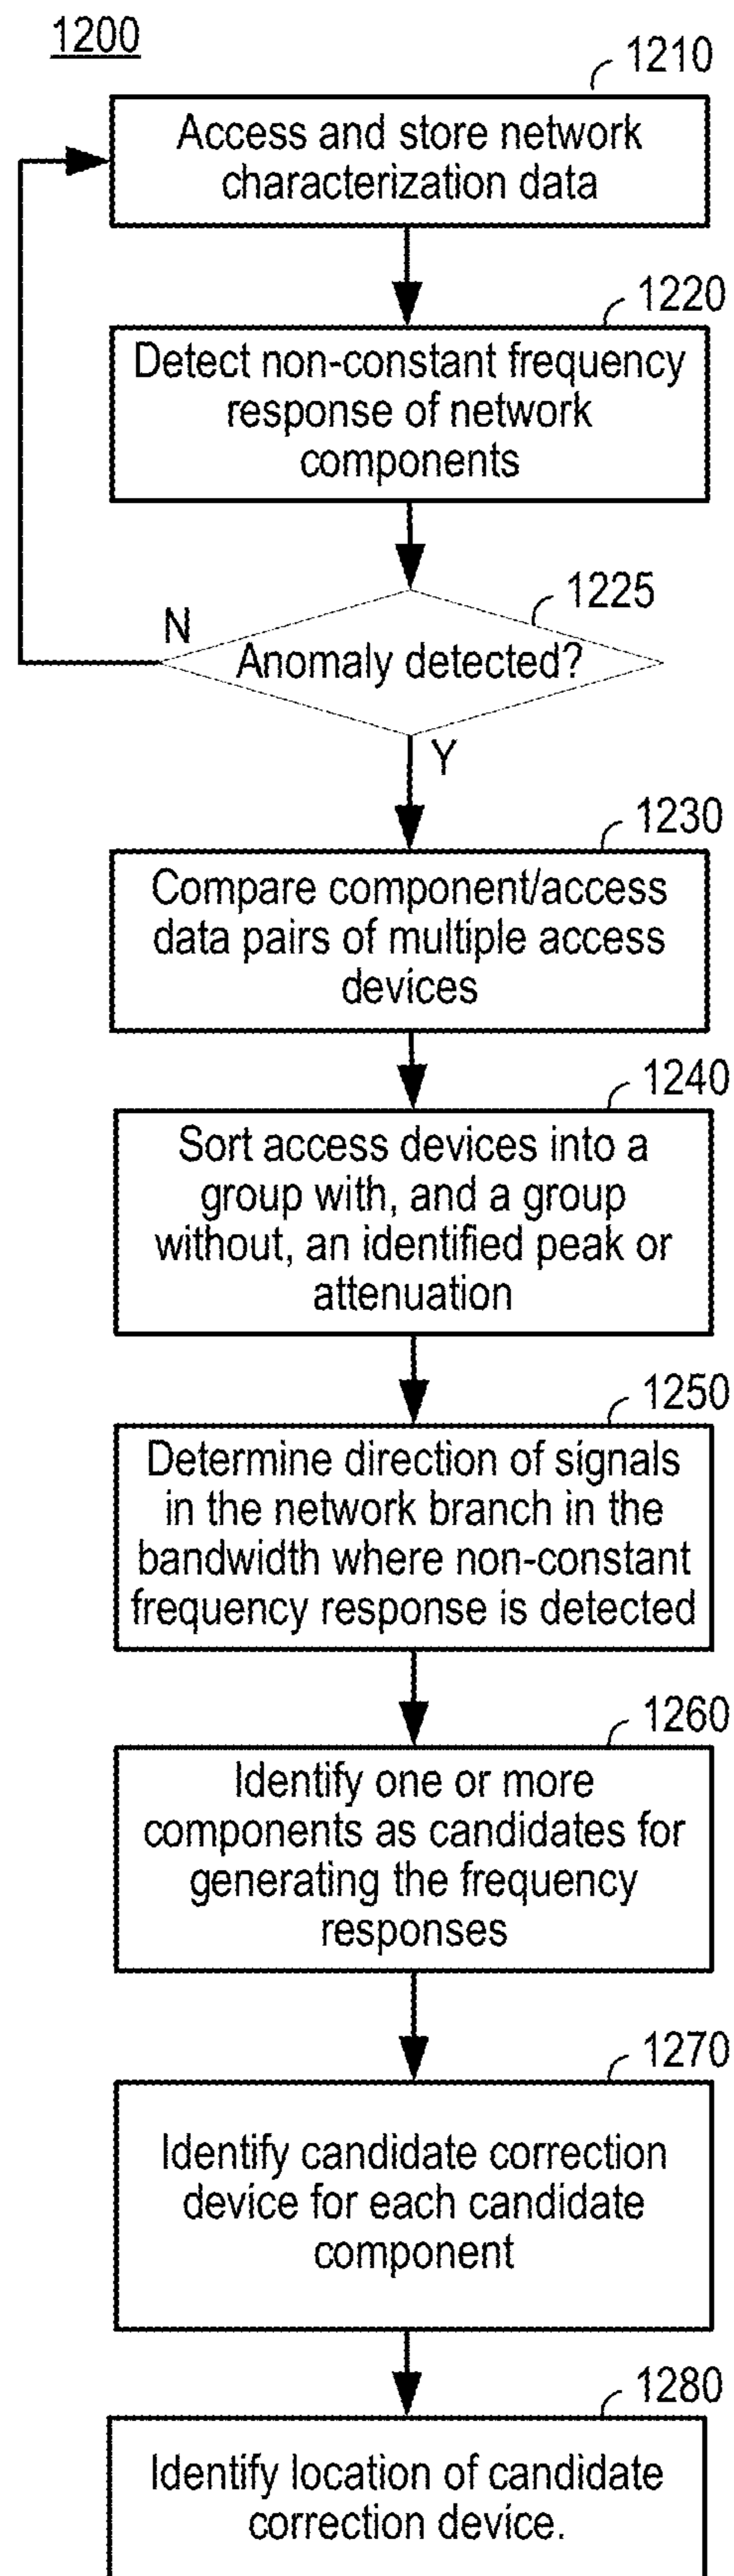 1200
1210
Access and store network
characterization data
1220
Detect non-constant frequency
response of network
components
1225
N
Anomaly detected?
Y
1230
Compare component/access
data pairs of multiple access
devices
1240
Sort access devices into a
group with, and a group
without, an identified peak or
attenuation
1250
Determine direction of signals
in the network branch in the
bandwidth where non-constant
frequency response is detected
1260
Identify one or more
components as candidates for
generating the frequency
responses
1270
Identify candidate correction
device for each candidate
component
1280
Identify location of candidate
correction device.